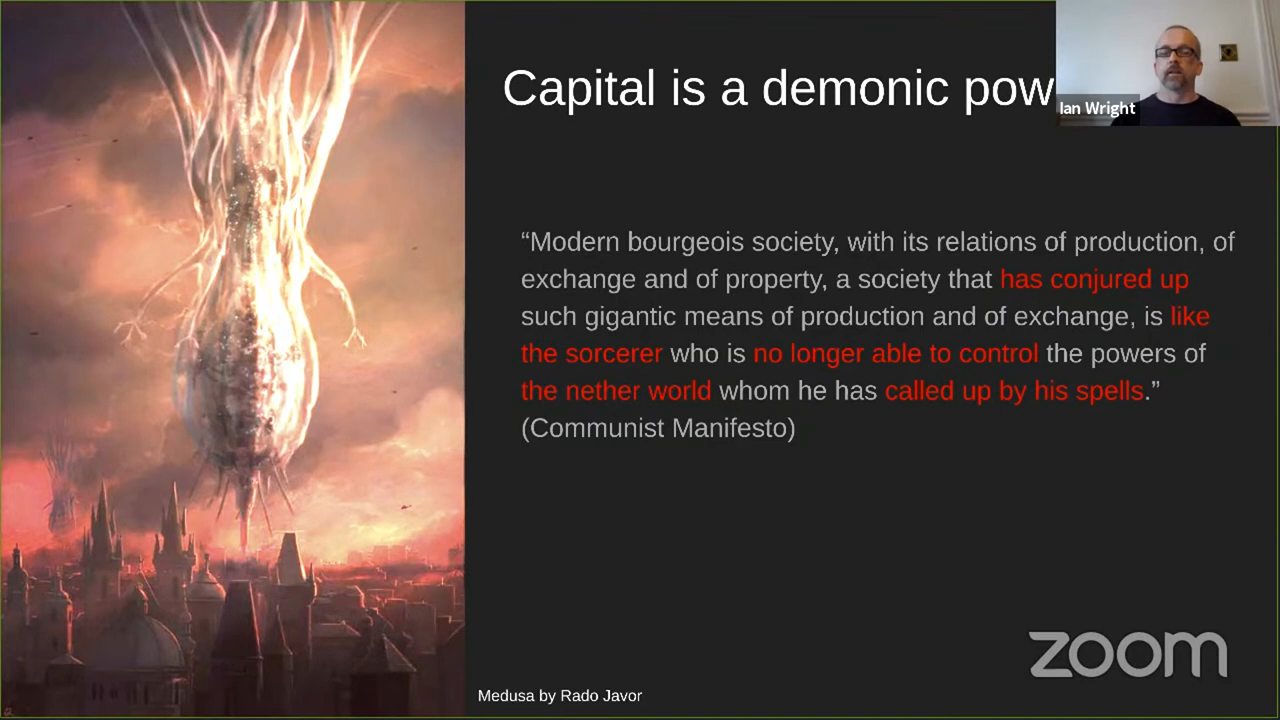 Capital is a demonic pow
Ian Wright
“Modern bourgeois society, with its relations of production, of
exchange and of property, a society that has conjured up
such gigantic means of production and of exchange, is like
the sorcerer who is no longer able to control the powers of
the nether world whom he has called up by his spells.”
(Communist Manifesto)
zoom
Medusa by Rado Javor